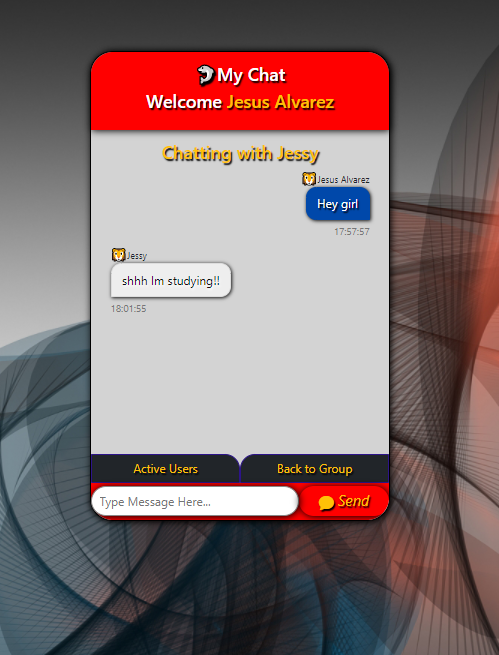 My Chat
Welcome Jesus Alvarez
Chatting with Jessy
Jesus Alvarez
Hey girl
17:57:57
Jessy
shhh Im studying!!
18:01:55
Active Users
Back to Group
Type Message Here...
Send